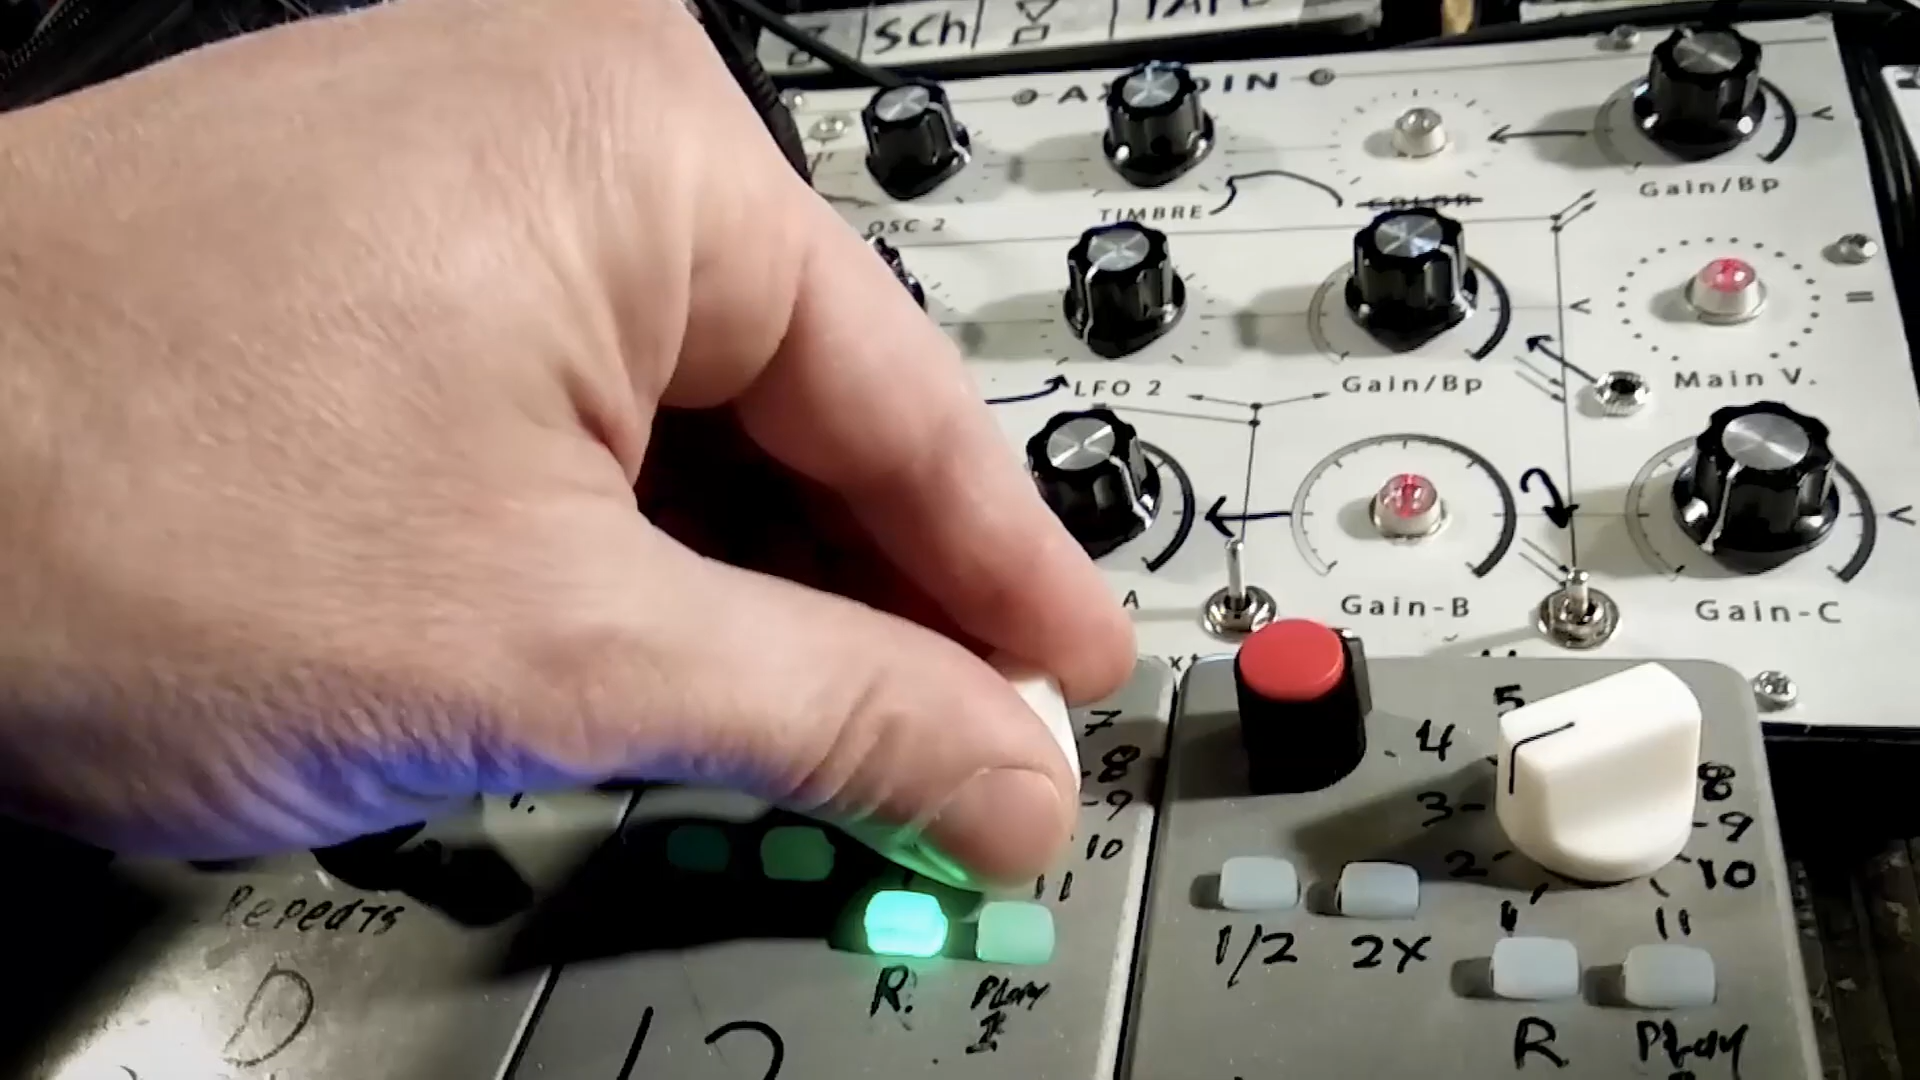 SCh
OSC 2
TIMBRE
COLOR
Gain/Bp
LFO 2
Gain/Bp
Main V.
A
Gain-B
Gain-C
7
8
9
10
11
5
4
3
2
8
9
10
11
1/2
2x
Repeats
D
R.
Play
I
R
Play